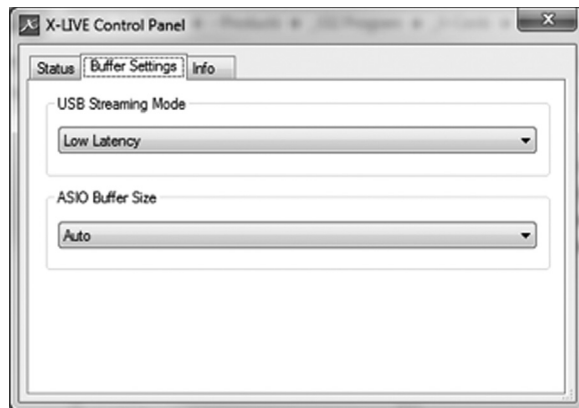 X-LIVE Control Panel
Status Buffer Settings Info
USB Streaming Mode
Low Latency
ASIO Buffer Size
Auto